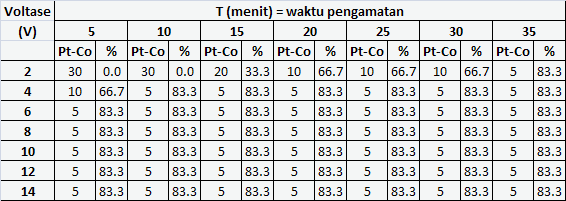 Voltase (V) T (menit) = waktu pengamatan
5 10 15 20 25 30 35
Pt-Co % Pt-Co % Pt-Co % Pt-Co % Pt-Co % Pt-Co % Pt-Co %
2 30 0.0 30 0.0 20 33.3 10 66.7 10 66.7 10 66.7 5 83.3
4 10 66.7 5 83.3 5 83.3 5 83.3 5 83.3 5 83.3 5 83.3
6 5 83.3 5 83.3 5 83.3 5 83.3 5 83.3 5 83.3 5 83.3
8 5 83.3 5 83.3 5 83.3 5 83.3 5 83.3 5 83.3 5 83.3
10 5 83.3 5 83.3 5 83.3 5 83.3 5 83.3 5 83.3 5 83.3
12 5 83.3 5 83.3 5 83.3 5 83.3 5 83.3 5 83.3 5 83.3
14 5 83.3 5 83.3 5 83.3 5 83.3 5 83.3 5 83.3 5 83.3